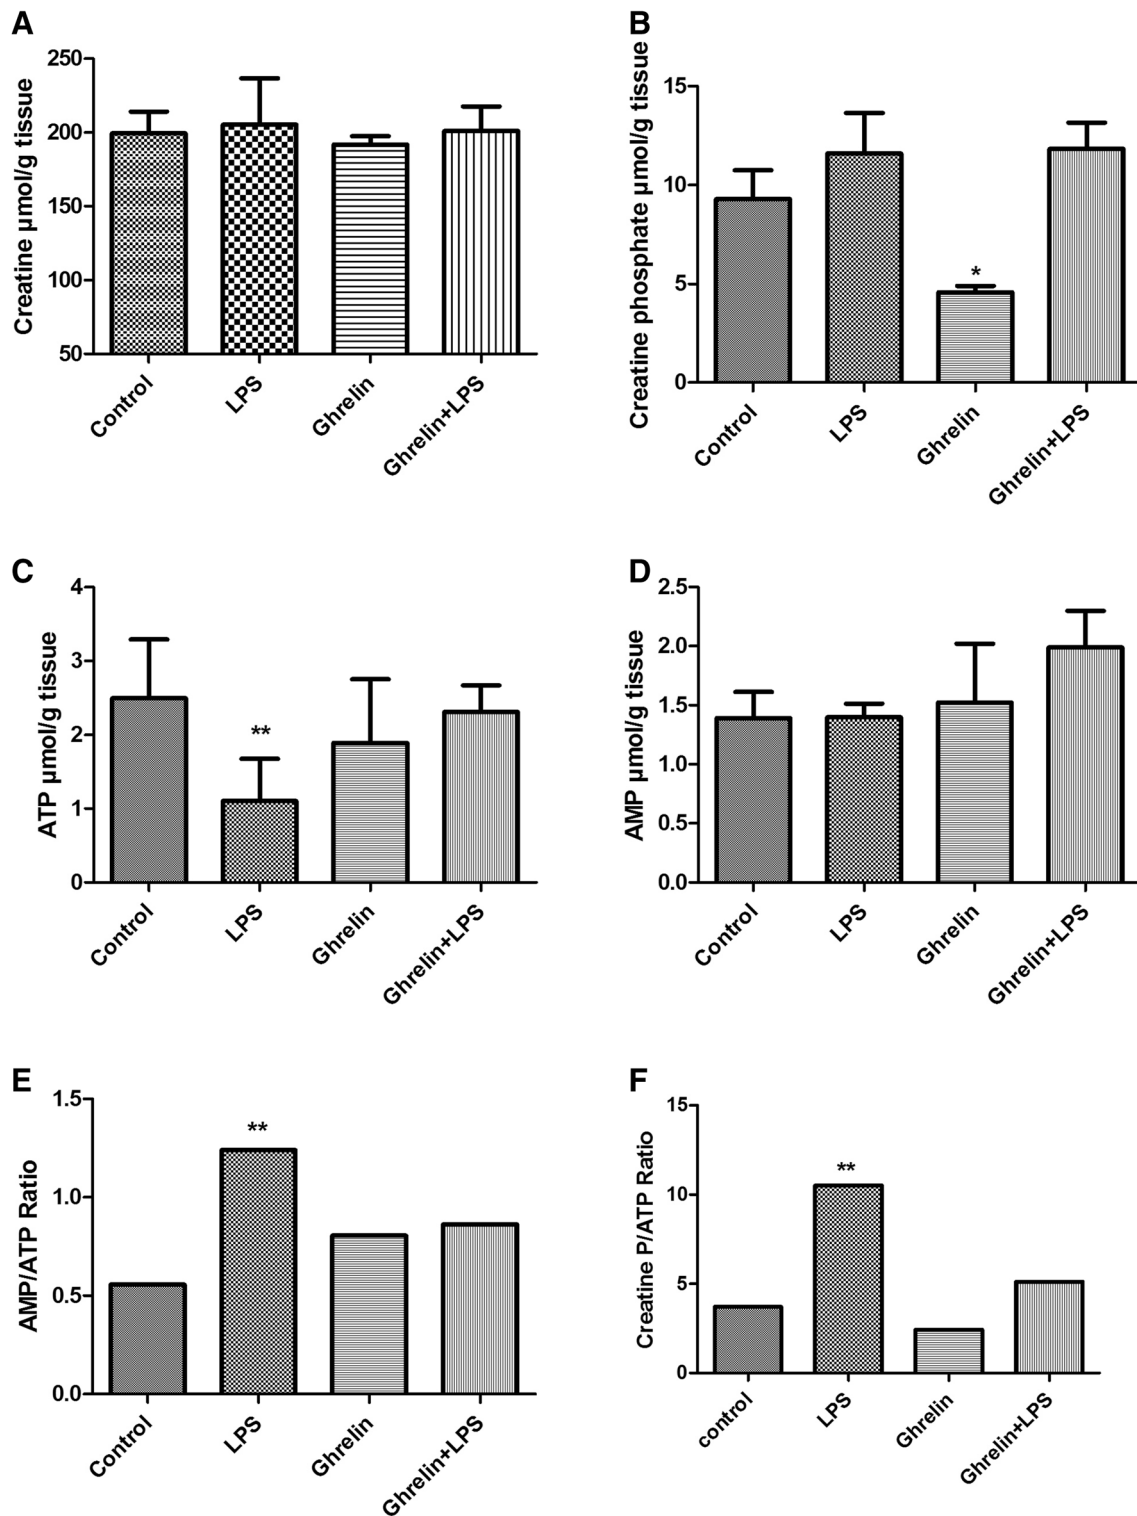 A
Creatine µmol/g tissue
250
200
150
100
50
Control
LPS
Ghrelin
Ghrelin+LPS
B
Creatine phosphate µmol/g tissue
15
10
5
0
*
Control
LPS
Ghrelin
Ghrelin+LPS
C
ATP µmol/g tissue
4
3
2
1
0
**
Control
LPS
Ghrelin
Ghrelin+LPS
D
AMP µmol/g tissue
2.5
2.0
1.5
1.0
0.5
0.0
Control
LPS
Ghrelin
Ghrelin+LPS
E
AMP/ATP Ratio
1.5
1.0
0.5
0.0
**
Control
LPS
Ghrelin
Ghrelin+LPS
F
Creatine P/ATP Ratio
15
10
5
0
**
control
LPS
Ghrelin
Ghrelin+LPS